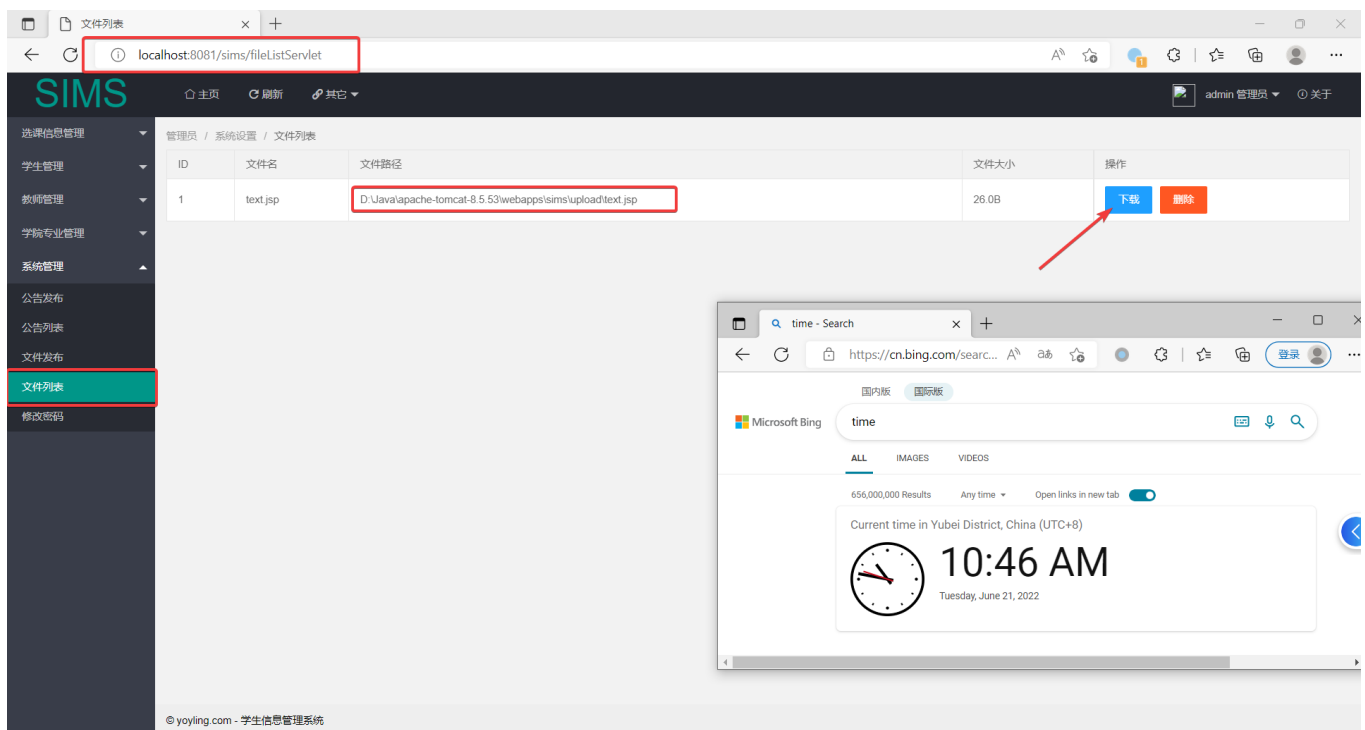 文件列表
localhost:8081/sims/fileListServlet
SIMS
主页 刷新 其它
admin 管理员 关于
选课信息管理
学生管理
教师管理
学院专业管理
系统管理
公告发布
公告列表
文件发布
文件列表
修改密码
管理员 / 系统设置 / 文件列表
ID 文件名 文件路径 文件大小 操作
1 text.jsp D:\Java\apache-tomcat-8.5.53\webapps\sims\upload\text.jsp 26.0B 下载 删除
time - Search
https://cn.bing.com/searc... 登录
国内版 国际版
Microsoft Bing time
ALL IMAGES VIDEOS
656,000,000 Results Any time Open links in new tab
Current time in Yubei District, China (UTC+8)
10:46 AM
Tuesday, June 21, 2022
© yoyling.com - 学生信息管理系统